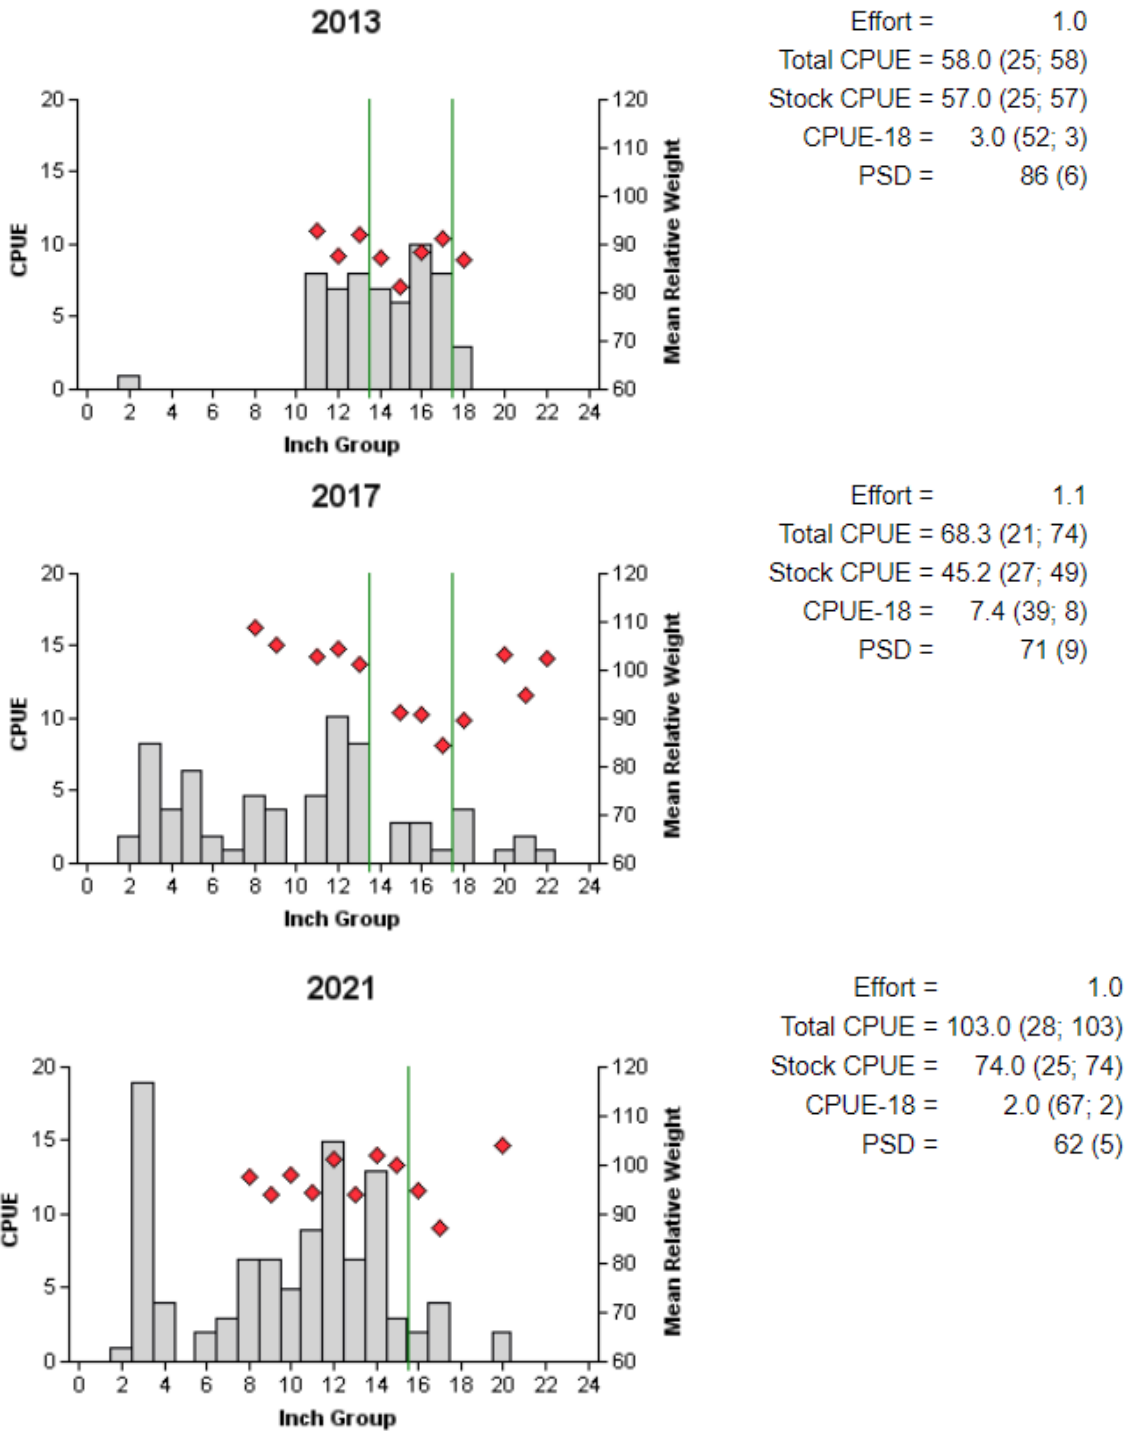 2013
Effort = 1.0
Total CPUE = 58.0 (25; 58)
Stock CPUE = 57.0 (25; 57)
CPUE-18 = 3.0 (52; 3)
PSD = 86 (6)
20
15
10
5
0
CPUE
120
110
100
90
80
70
60
Mean Relative Weight
0 2 4 6 8 10 12 14 16 18 20 22 24
Inch Group
2017
Effort = 1.1
Total CPUE = 68.3 (21; 74)
Stock CPUE = 45.2 (27; 49)
CPUE-18 = 7.4 (39; 8)
PSD = 71 (9)
20
15
10
5
0
CPUE
120
110
100
90
80
70
60
Mean Relative Weight
0 2 4 6 8 10 12 14 16 18 20 22 24
Inch Group
2021
Effort = 1.0
Total CPUE = 103.0 (28; 103)
Stock CPUE = 74.0 (25; 74)
CPUE-18 = 2.0 (67; 2)
PSD = 62 (5)
20
15
10
5
0
CPUE
120
110
100
90
80
70
60
Mean Relative Weight
0 2 4 6 8 10 12 14 16 18 20 22 24
Inch Group